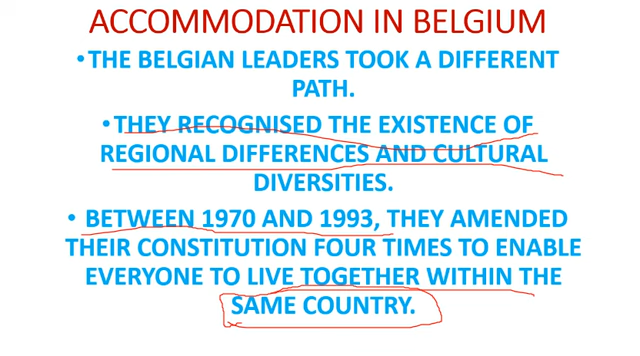 ACCOMMODATION IN BELGIUM
•THE BELGIAN LEADERS TOOK A DIFFERENT
PATH.
• THEY RECOGNISED THE EXISTENCE OF
REGIONAL DIFFERENCES AND CULTURAL
DIVERSITIES.
• BETWEEN 1970 AND 1993, THEY AMENDED
THEIR CONSTITUTION FOUR TIMES TO ENABLE
EVERYONE TO LIVE TOGETHER WITHIN THE
SAME COUNTRY.